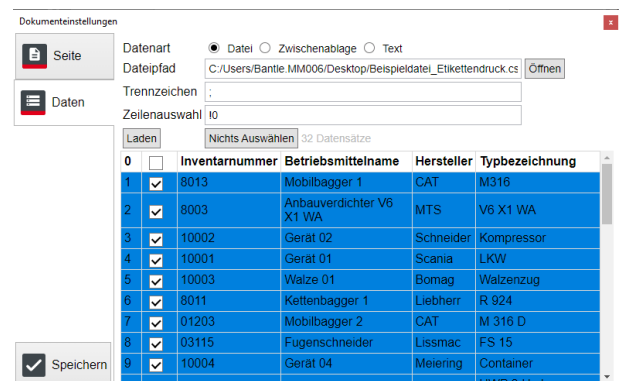 Dokumenteinstellungen x
Seite
Daten
Speichern
Datenart Datei Zwischenablage Text
Dateipfad C:/Users/Bantle.MM006/Desktop/Beispieldatei_Etikettendruck.cs Öffnen
Trennzeichen ;
Zeilenauswahl !0
Laden Nichts Auswählen 32 Datensätze
0 Inventarnummer Betriebsmittelname Hersteller Typbezeichnung
1 8013 Mobilbagger 1 CAT M316
2 8003 Anbauverdichter V6 X1 WA MTS V6 X1 WA
3 10002 Gerät 02 Schneider Kompressor
4 10001 Gerät 01 Scania LKW
5 10003 Walze 01 Bomag Walzenzug
6 8011 Kettenbagger 1 Liebherr R 924
7 01203 Mobilbagger 2 CAT M 316 D
8 03115 Fugenschneider Lissmac FS 15
9 10004 Gerät 04 Meiering Container